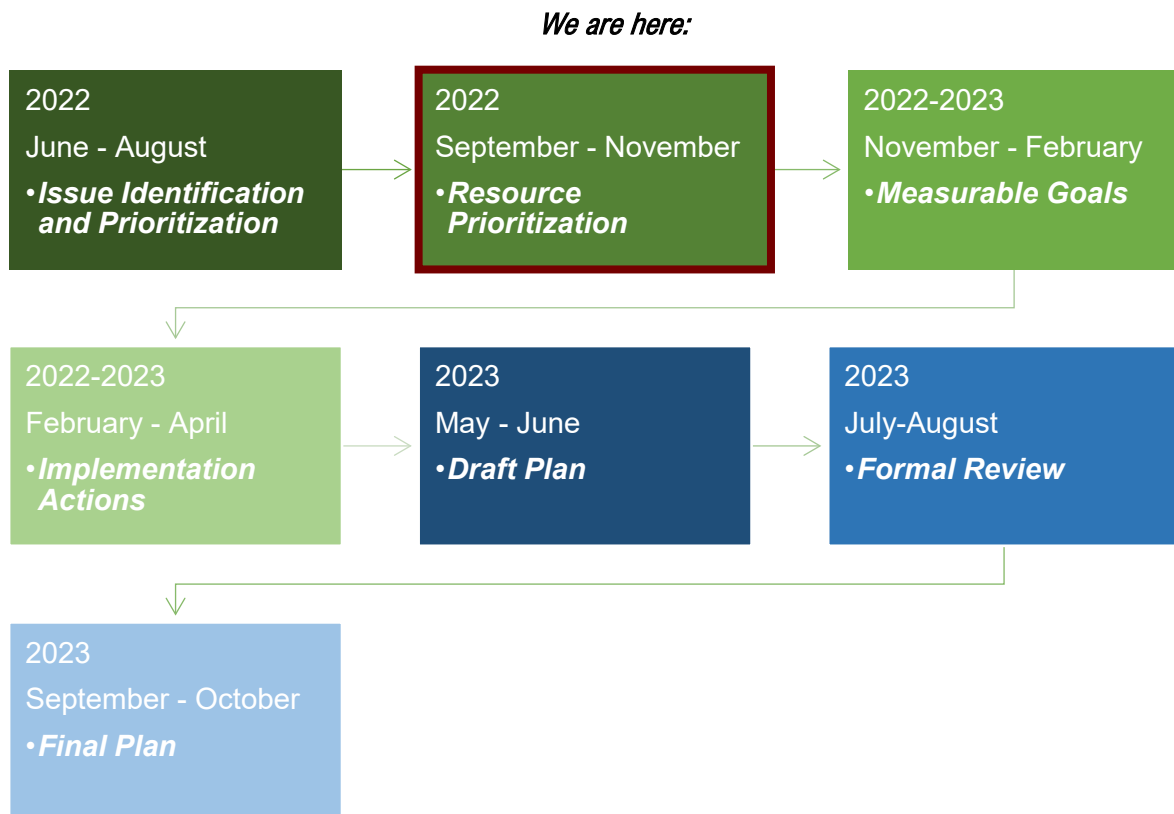 We are here:
2022
June - August
•Issue Identification
and Prioritization
2022
September - November
•Resource
Prioritization
2022-2023
November - February
•Measurable Goals
2022-2023
February - April
•Implementation
Actions
2023
May - June
•Draft Plan
2023
July-August
•Formal Review
2023
September - October
•Final Plan